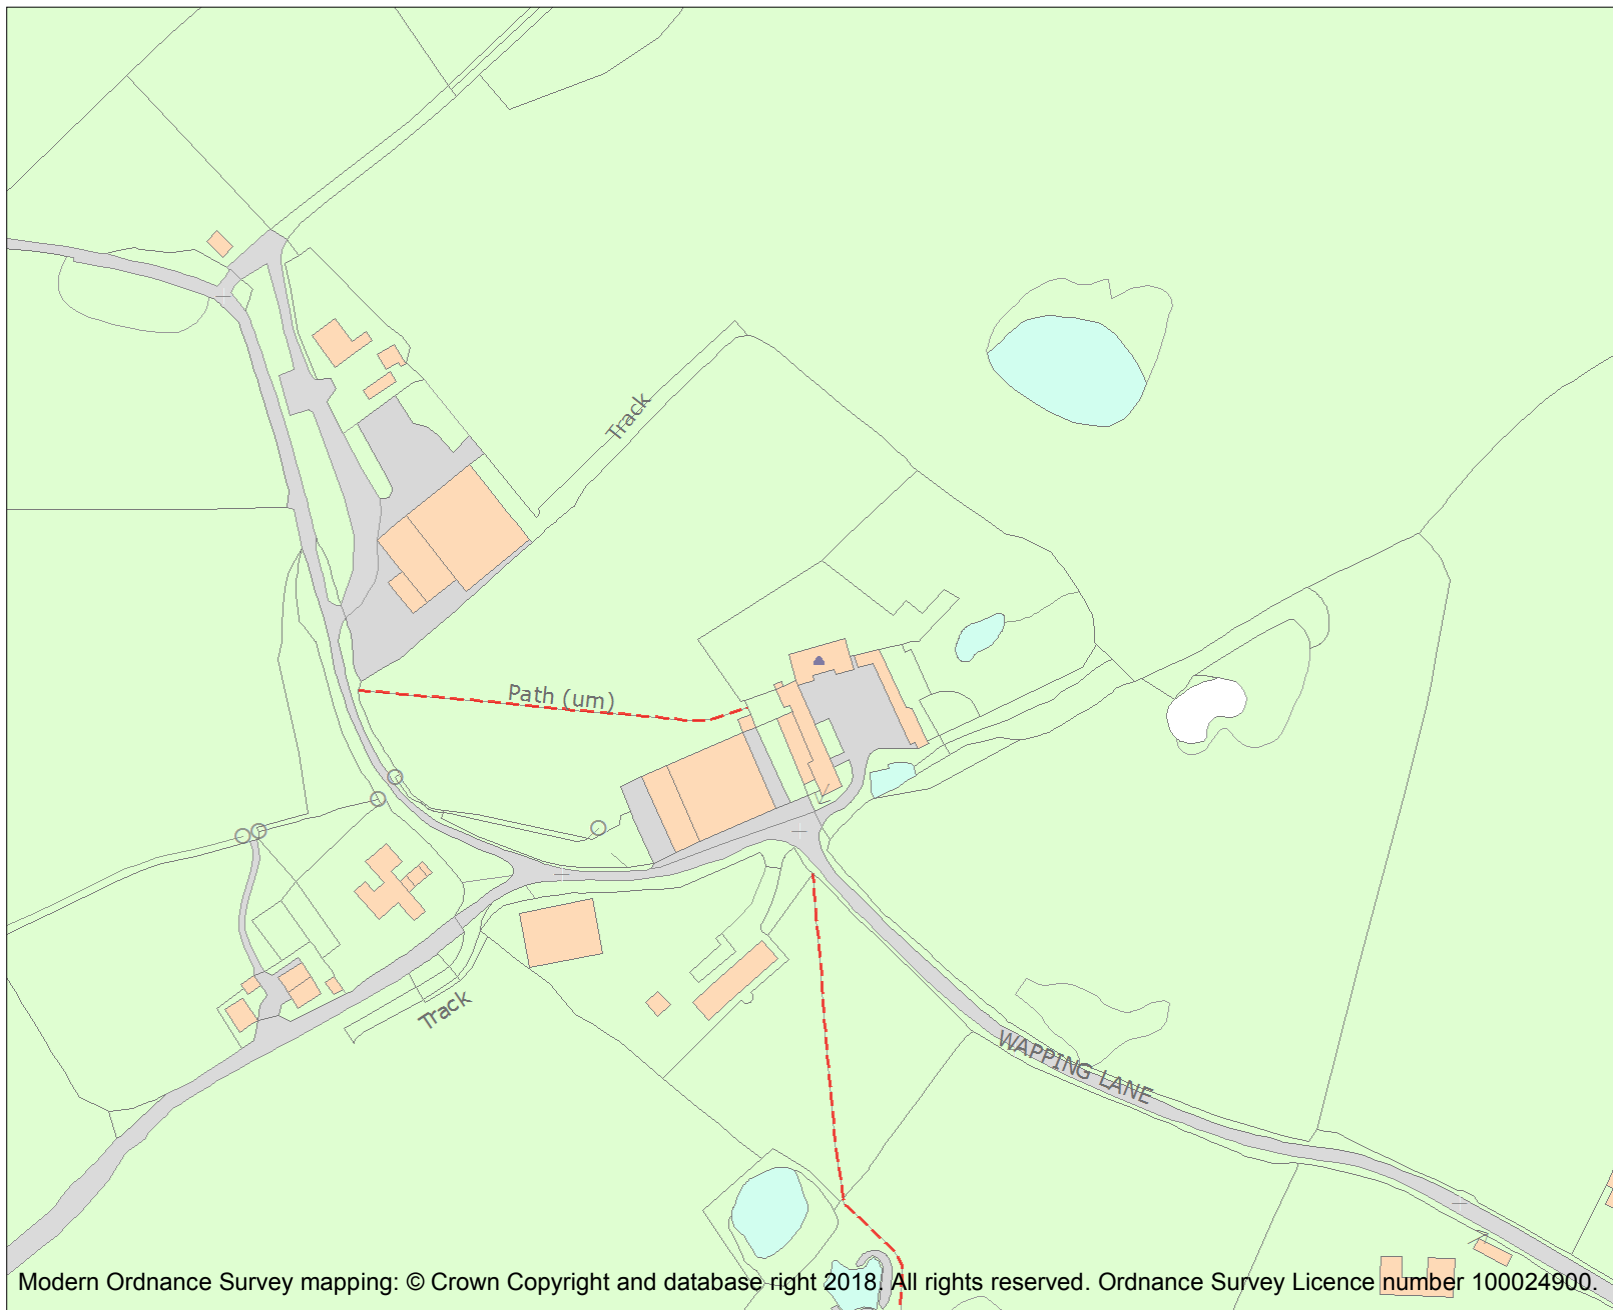 Track
Path (um)
Track
WAPPING LANE
Modern Ordnance Survey mapping: © Crown Copyright and database right 2018. All rights reserved. Ordnance Survey Licence number 100024900.